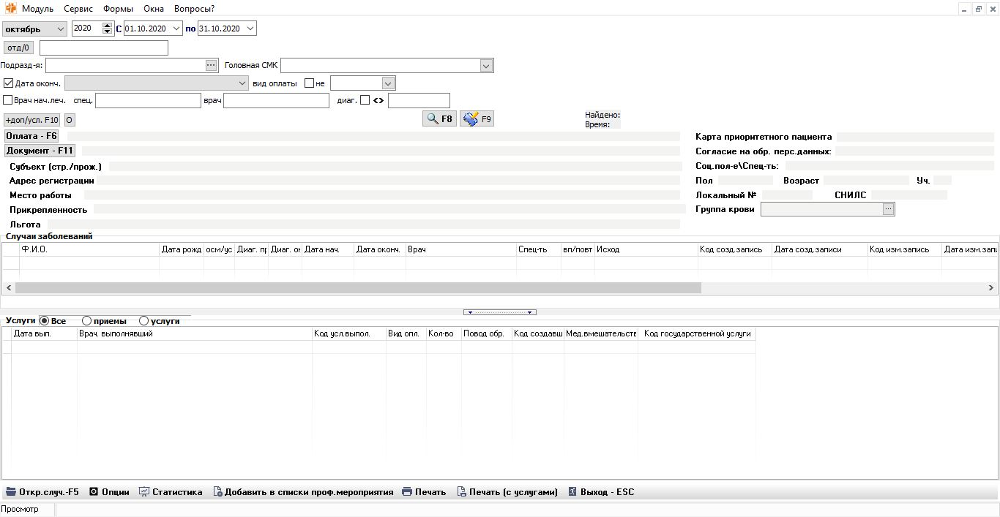 Модуль Сервис Формы Окна Вопросы?
октябрь 2020 С 01.10.2020 по 31.10.2020
отд/0
Подразд-я: ... Головная СМК
Дата оконч. вид оплаты не
Врач нач.леч. спец. врач диаг. <>
+доп/усл. F10 О F8 F9 Найдено:
Время:
Оплата - F6 Карта приоритетного пациента
Документ - F11 Согласие на обр. перс.данных:
Субъект (стр./прож.) Соц.пол-е\Спец-ть:
Адрес регистрации Пол Возраст Уч.
Место работы Локальный № СНИЛС
Прикрепленность Группа крови ...
Льгота
Случаи заболеваний
Ф.И.О. Дата рожд осм/ус Диаг. пр Диаг. ок Дата нач. Дата оконч. Врач Спец-ть вп/повт Исход Код созд.запись Дата созд.записи Код изм.запись Дата изм.запи
Услуги Все приемы услуги
Дата вып. Врач. выполнявший Код усл.выпол. Вид опл. Кол-во Повод обр. Код создавш Мед.вмешательств Код государственной услуги
Откр.случ.-F5 Опции Статистика Добавить в списки проф.мероприятия Печать Печать (с услугами) Выход - ESC
Просмотр